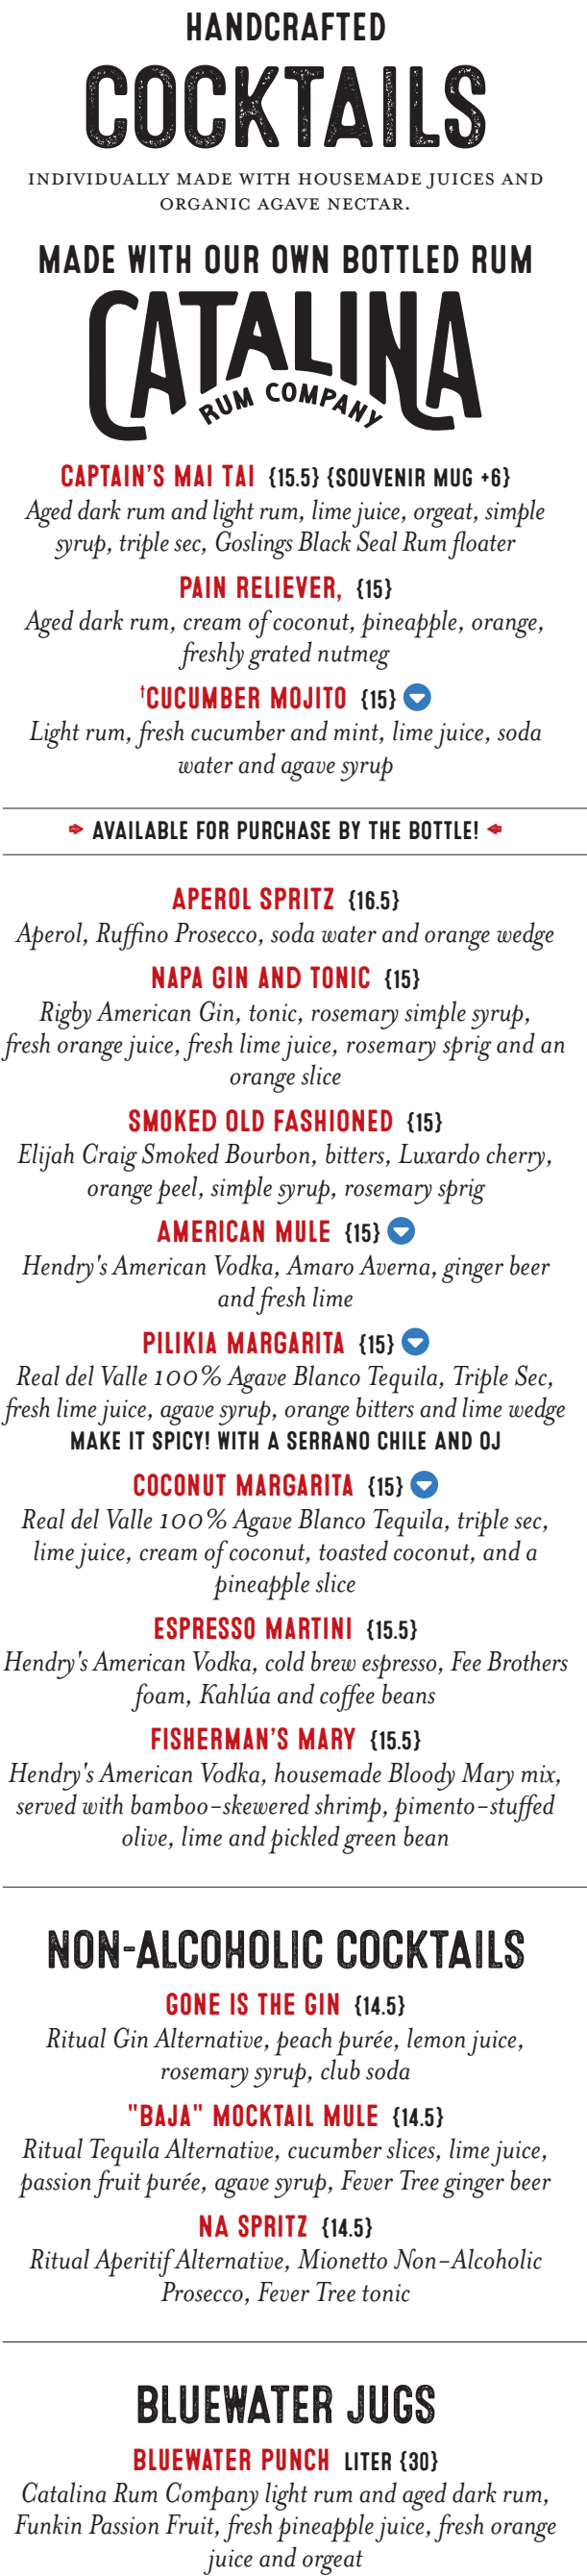 HANDCRAFTED
COCKTAILS
INDIVIDUALLY MADE WITH HOUSEMADE JUICES AND
ORGANIC AGAVE NECTAR.
MADE WITH OUR OWN BOTTLED RUM
CATALINA
RUM COMPANY
CAPTAIN'S MAI TAI {15.5} {SOUVENIR MUG +6}
Aged dark rum and light rum, lime juice, orgeat, simple
syrup, triple sec, Goslings Black Seal Rum floater
PAIN RELIEVER, {15}
Aged dark rum, cream of coconut, pineapple, orange,
freshly grated nutmeg
†CUCUMBER MOJITO {15}
Light rum, fresh cucumber and mint, lime juice, soda
water and agave syrup
AVAILABLE FOR PURCHASE BY THE BOTTLE!
APEROL SPRITZ {16.5}
Aperol, Ruffino Prosecco, soda water and orange wedge
NAPA GIN AND TONIC {15}
Rigby American Gin, tonic, rosemary simple syrup,
fresh orange juice, fresh lime juice, rosemary sprig and an
orange slice
SMOKED OLD FASHIONED {15}
Elijah Craig Smoked Bourbon, bitters, Luxardo cherry,
orange peel, simple syrup, rosemary sprig
AMERICAN MULE {15}
Hendry's American Vodka, Amaro Averna, ginger beer
and fresh lime
PILIKIA MARGARITA {15}
Real del Valle 100% Agave Blanco Tequila, Triple Sec,
fresh lime juice, agave syrup, orange bitters and lime wedge
MAKE IT SPICY! WITH A SERRANO CHILE AND OJ
COCONUT MARGARITA {15}
Real del Valle 100% Agave Blanco Tequila, triple sec,
lime juice, cream of coconut, toasted coconut, and a
pineapple slice
ESPRESSO MARTINI {15.5}
Hendry's American Vodka, cold brew espresso, Fee Brothers
foam, Kahlúa and coffee beans
FISHERMAN'S MARY {15.5}
Hendry's American Vodka, housemade Bloody Mary mix,
served with bamboo-skewered shrimp, pimento-stuffed
olive, lime and pickled green bean
NON-ALCOHOLIC COCKTAILS
GONE IS THE GIN {14.5}
Ritual Gin Alternative, peach purée, lemon juice,
rosemary syrup, club soda
"BAJA" MOCKTAIL MULE {14.5}
Ritual Tequila Alternative, cucumber slices, lime juice,
passion fruit purée, agave syrup, Fever Tree ginger beer
NA SPRITZ {14.5}
Ritual Aperitif Alternative, Mionetto Non-Alcoholic
Prosecco, Fever Tree tonic
BLUEWATER JUGS
BLUEWATER PUNCH LITER {30}
Catalina Rum Company light rum and aged dark rum,
Funkin Passion Fruit, fresh pineapple juice, fresh orange
juice and orgeat